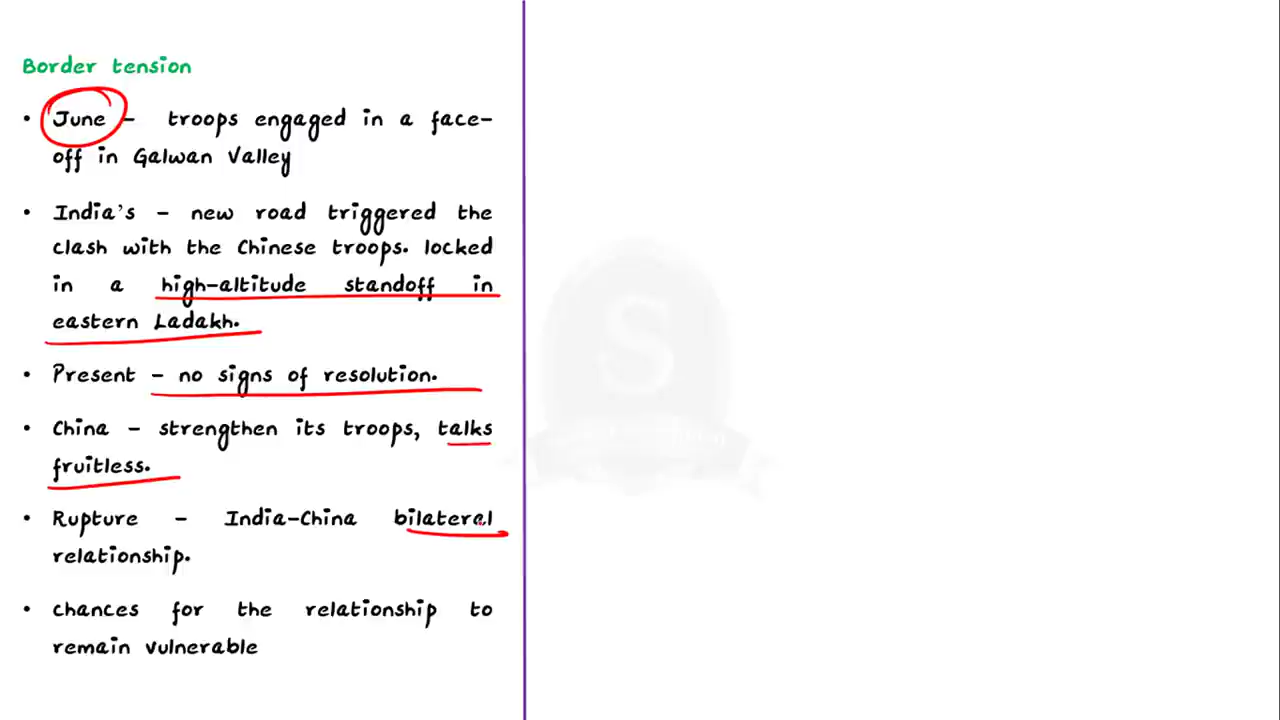 Border tension
• June – troops engaged in a face-
off in Galwan Valley
• India's – new road triggered the
clash with the Chinese troops. locked
in a high-altitude standoff in
eastern Ladakh.
• Present – no signs of resolution.
• China – strengthen its troops, talks
fruitless.
• Rupture – India-China bilateral
relationship.
• chances for the relationship to
remain vulnerable
S